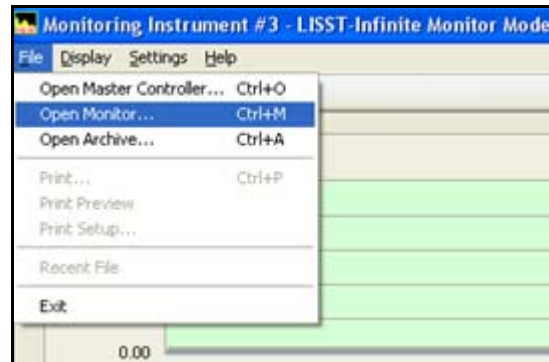 Monitoring Instrument #3 - LISST-Infinite Monitor Mode
File Display Settings Help
Open Master Controller... Ctrl+O
Open Monitor... Ctrl+M
Open Archive... Ctrl+A
Print... Ctrl+P
Print Preview
Print Setup...
Recent File
Exit
0.00